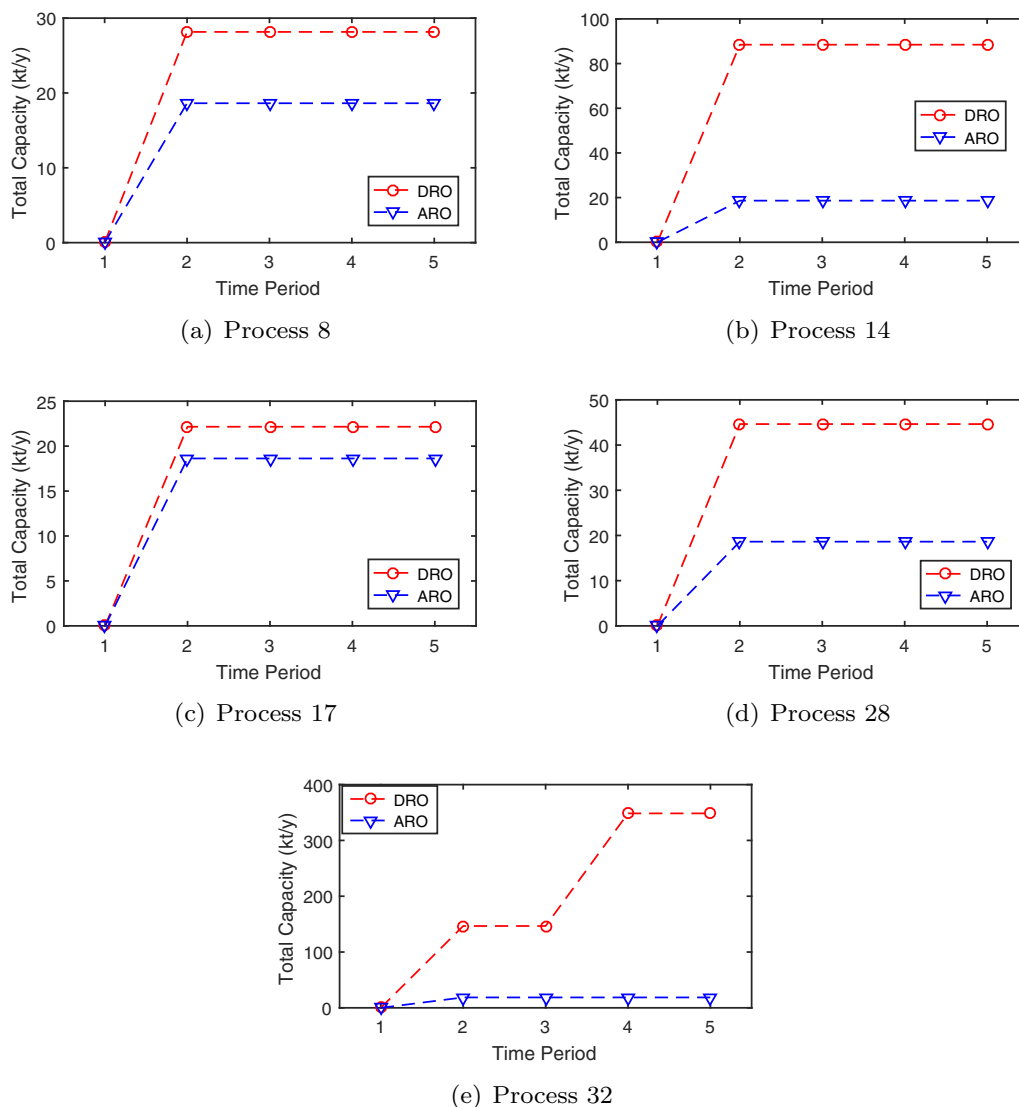 30
20
10
0
Total Capacity (kt/y)
DRO
ARO
1 2 3 4 5
Time Period
(a) Process 8
100
80
60
40
20
0
Total Capacity (kt/y)
DRO
ARO
1 2 3 4 5
Time Period
(b) Process 14
25
20
15
10
5
0
Total Capacity (kt/y)
DRO
ARO
1 2 3 4 5
Time Period
(c) Process 17
50
40
30
20
10
0
Total Capacity (kt/y)
DRO
ARO
1 2 3 4 5
Time Period
(d) Process 28
400
300
200
100
0
Total Capacity (kt/y)
DRO
ARO
1 2 3 4 5
Time Period
(e) Process 32